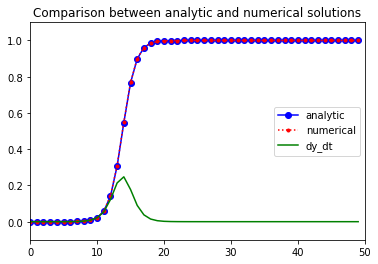 Comparison between analytic and numerical solutions
1.0
0.8
0.6
0.4
0.2
0.0
analytic
numerical
dy_dt
0 10 20 30 40 50